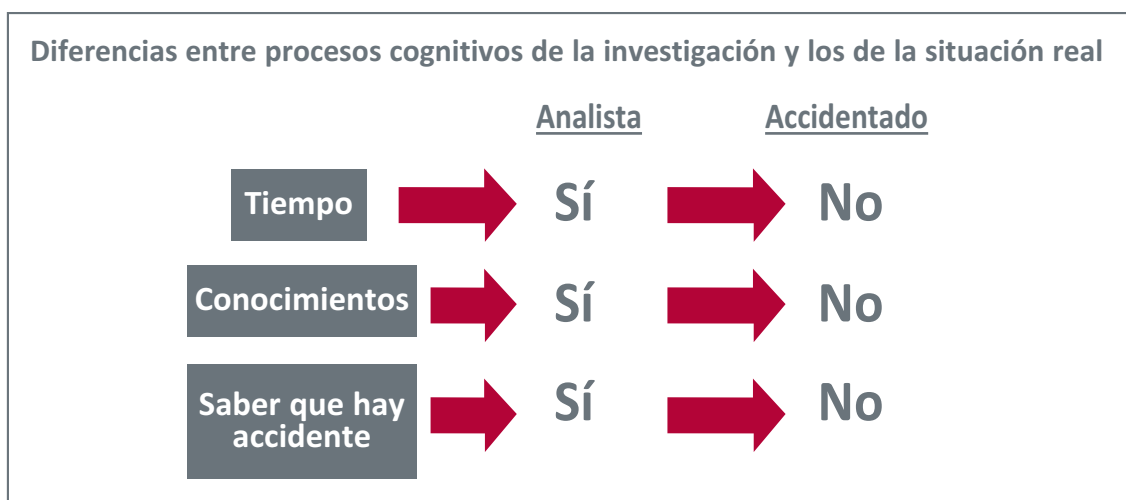 Diferencias entre procesos cognitivos de la investigación y los de la situación real
Analista Accidentado
Tiempo Sí No
Conocimientos Sí No
Saber que hay
accidente Sí No